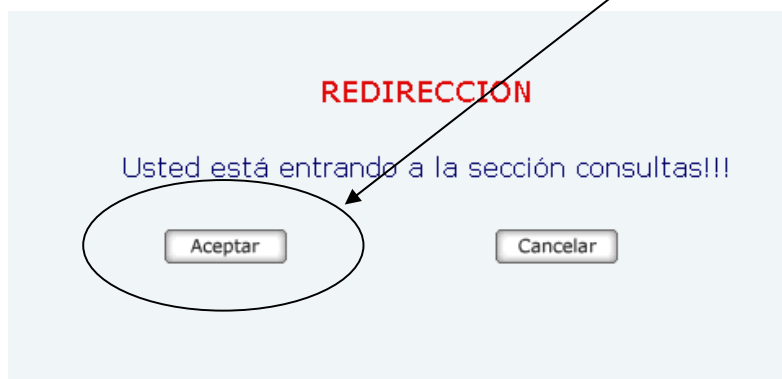 REDIRECCION
Usted está entrando a la sección consultas!!!
Aceptar
Cancelar